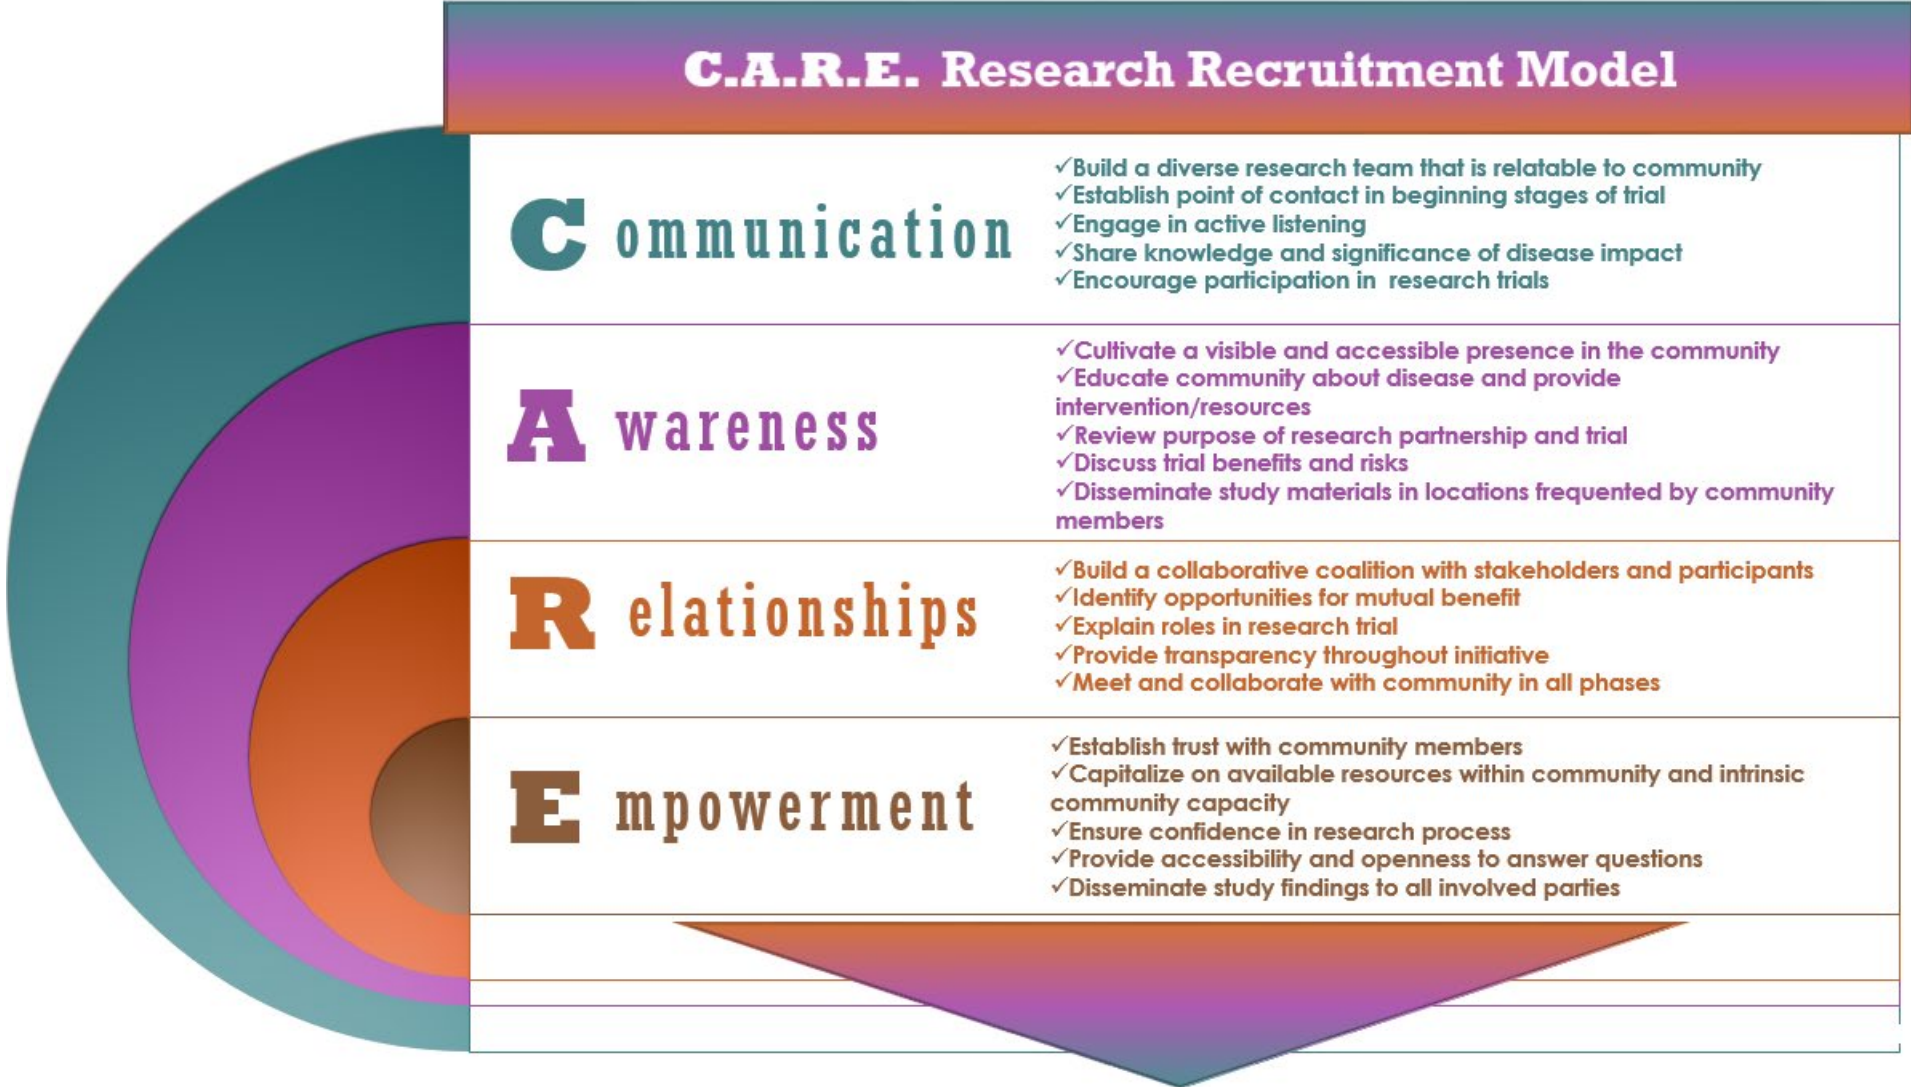 C.A.R.E. Research Recruitment Model
C ommunication
✓Build a diverse research team that is relatable to community
✓Establish point of contact in beginning stages of trial
✓Engage in active listening
✓Share knowledge and significance of disease impact
✓Encourage participation in research trials
A wareness
✓Cultivate a visible and accessible presence in the community
✓Educate community about disease and provide
intervention/resources
✓Review purpose of research partnership and trial
✓Discuss trial benefits and risks
✓Disseminate study materials in locations frequented by community
members
R elationships
✓Build a collaborative coalition with stakeholders and participants
✓Identify opportunities for mutual benefit
✓Explain roles in research trial
✓Provide transparency throughout initiative
✓Meet and collaborate with community in all phases
E mpowerment
✓Establish trust with community members
✓Capitalize on available resources within community and intrinsic
community capacity
✓Ensure confidence in research process
✓Provide accessibility and openness to answer questions
✓Disseminate study findings to all involved parties